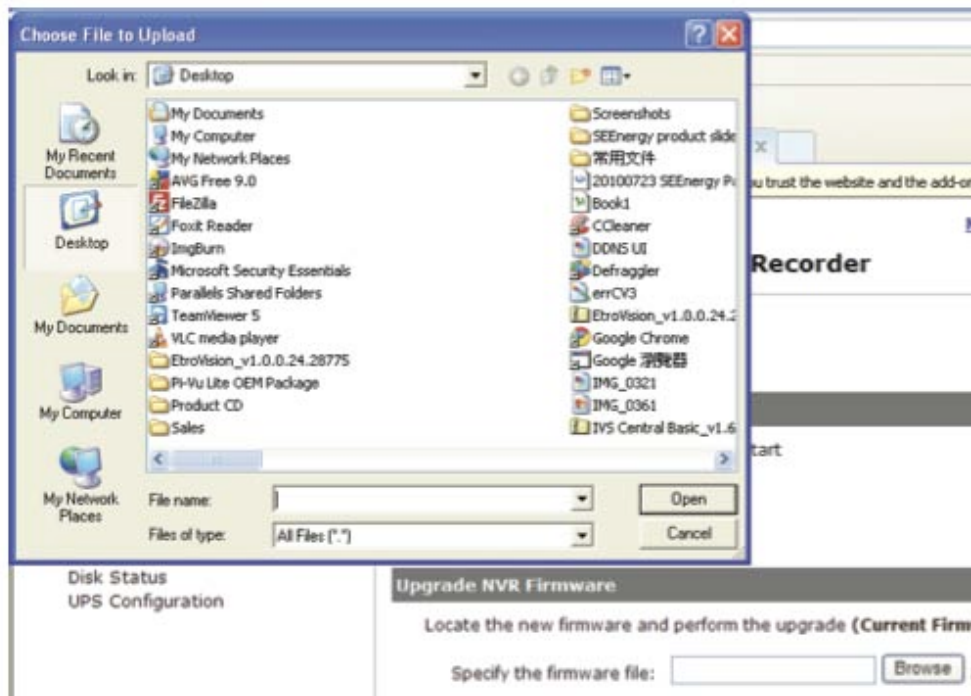 Choose File to Upload
Look in:
Desktop
My Recent Documents
Desktop
My Documents
My Computer
My Network Places
My Documents
My Computer
My Network Places
AVG Free 9.0
FileZilla
Foxit Reader
ImgBurn
Microsoft Security Essentials
Parallels Shared Folders
TeamViewer 5
VLC media player
EtroVision_v1.0.0.24.28775
Pi-Vu Lite OEM Package
Product CD
Sales
Screenshots
SEEnergy product slide
常用文件
20100723 SEEnergy
Book1
CCleaner
DDNS UI
Defraggler
errCV3
EtroVision_v1.0.0.24.2
Google Chrome
Google 瀏覽器
IMG_0321
IMG_0361
IVS Central Basic_v1.6
File name:
Open
Files of type:
All Files (*.*)
Cancel
u trust the website and the add-o
Recorder
tart
Disk Status
UPS Configuration
Upgrade NVR Firmware
Locate the new firmware and perform the upgrade (Current Firm
Specify the firmware file:
Browse